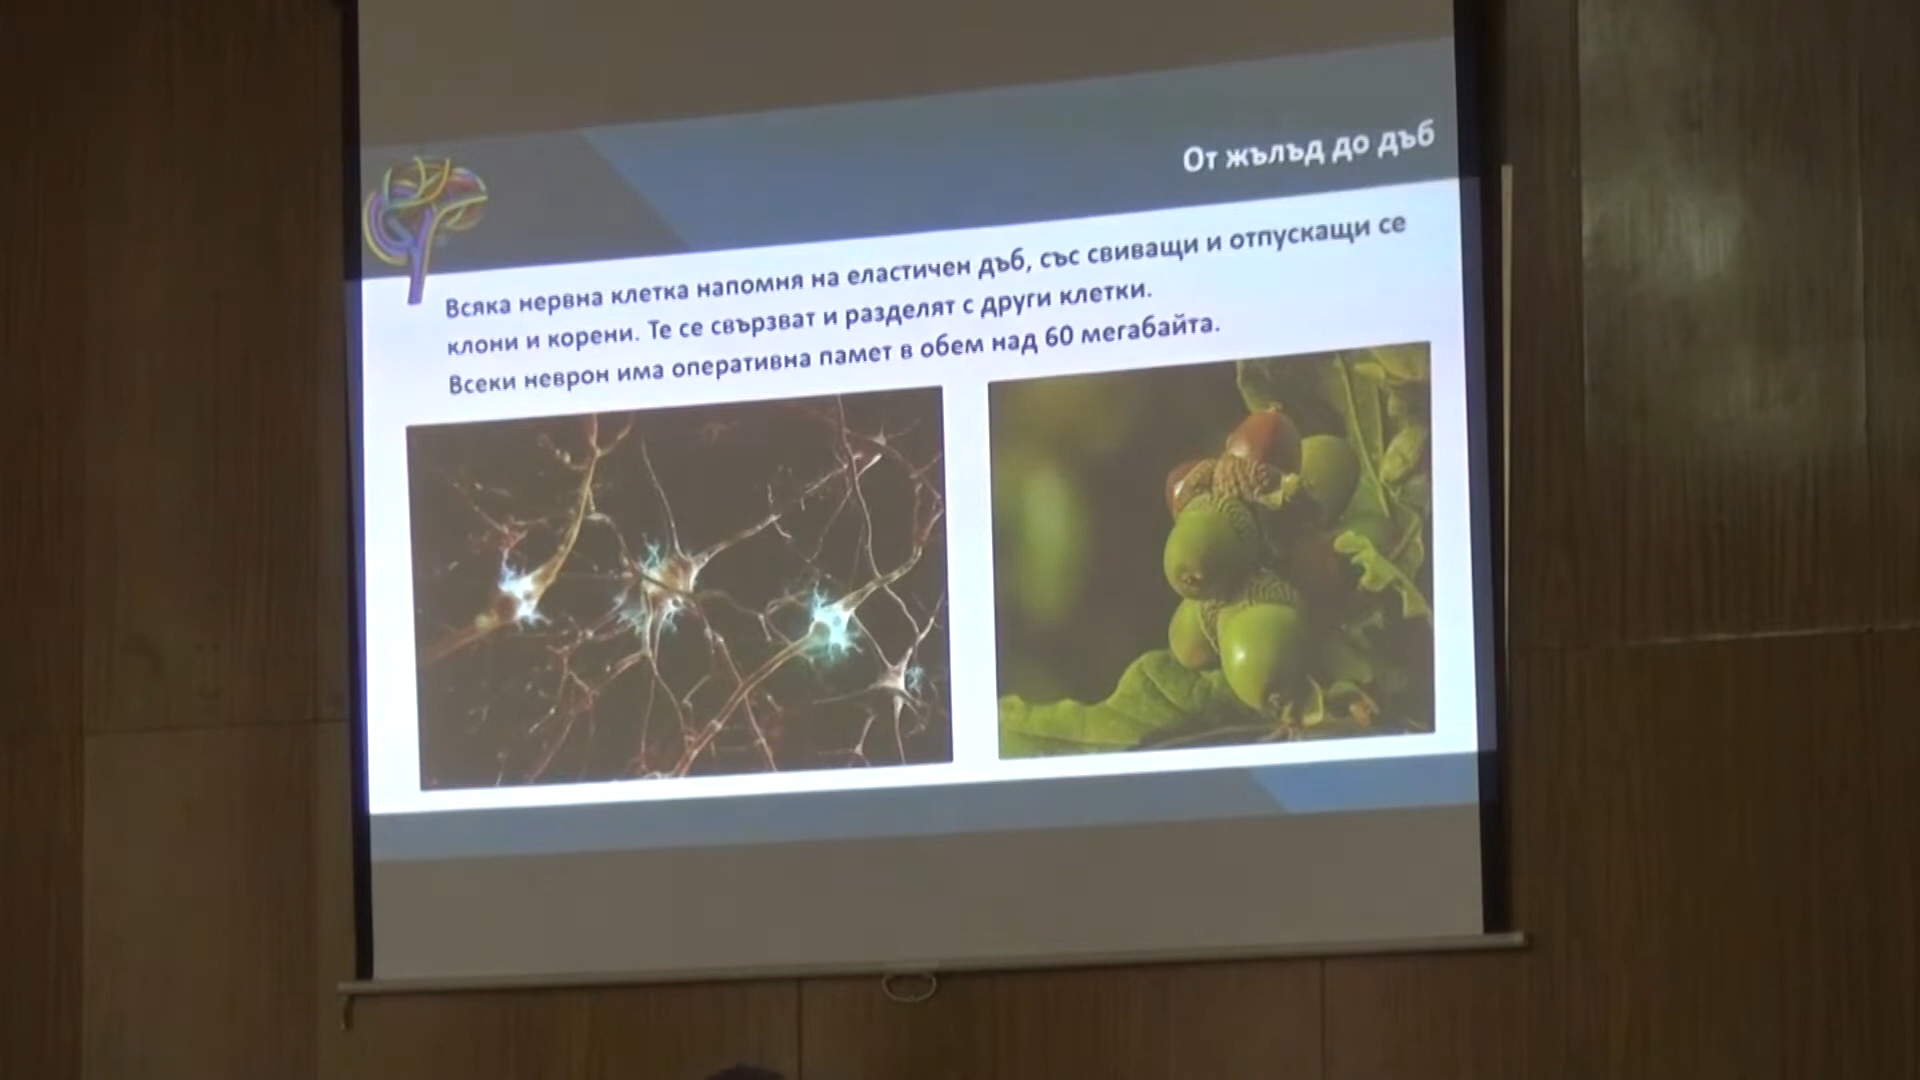 От жълъд до дъб
Всяка нервна клетка напомня на еластичен дъб, със свиващи и отпускащи се
клони и корени. Те се свързват и разделят с други клетки.
Всеки неврон има оперативна памет в обем над 60 мегабайта.